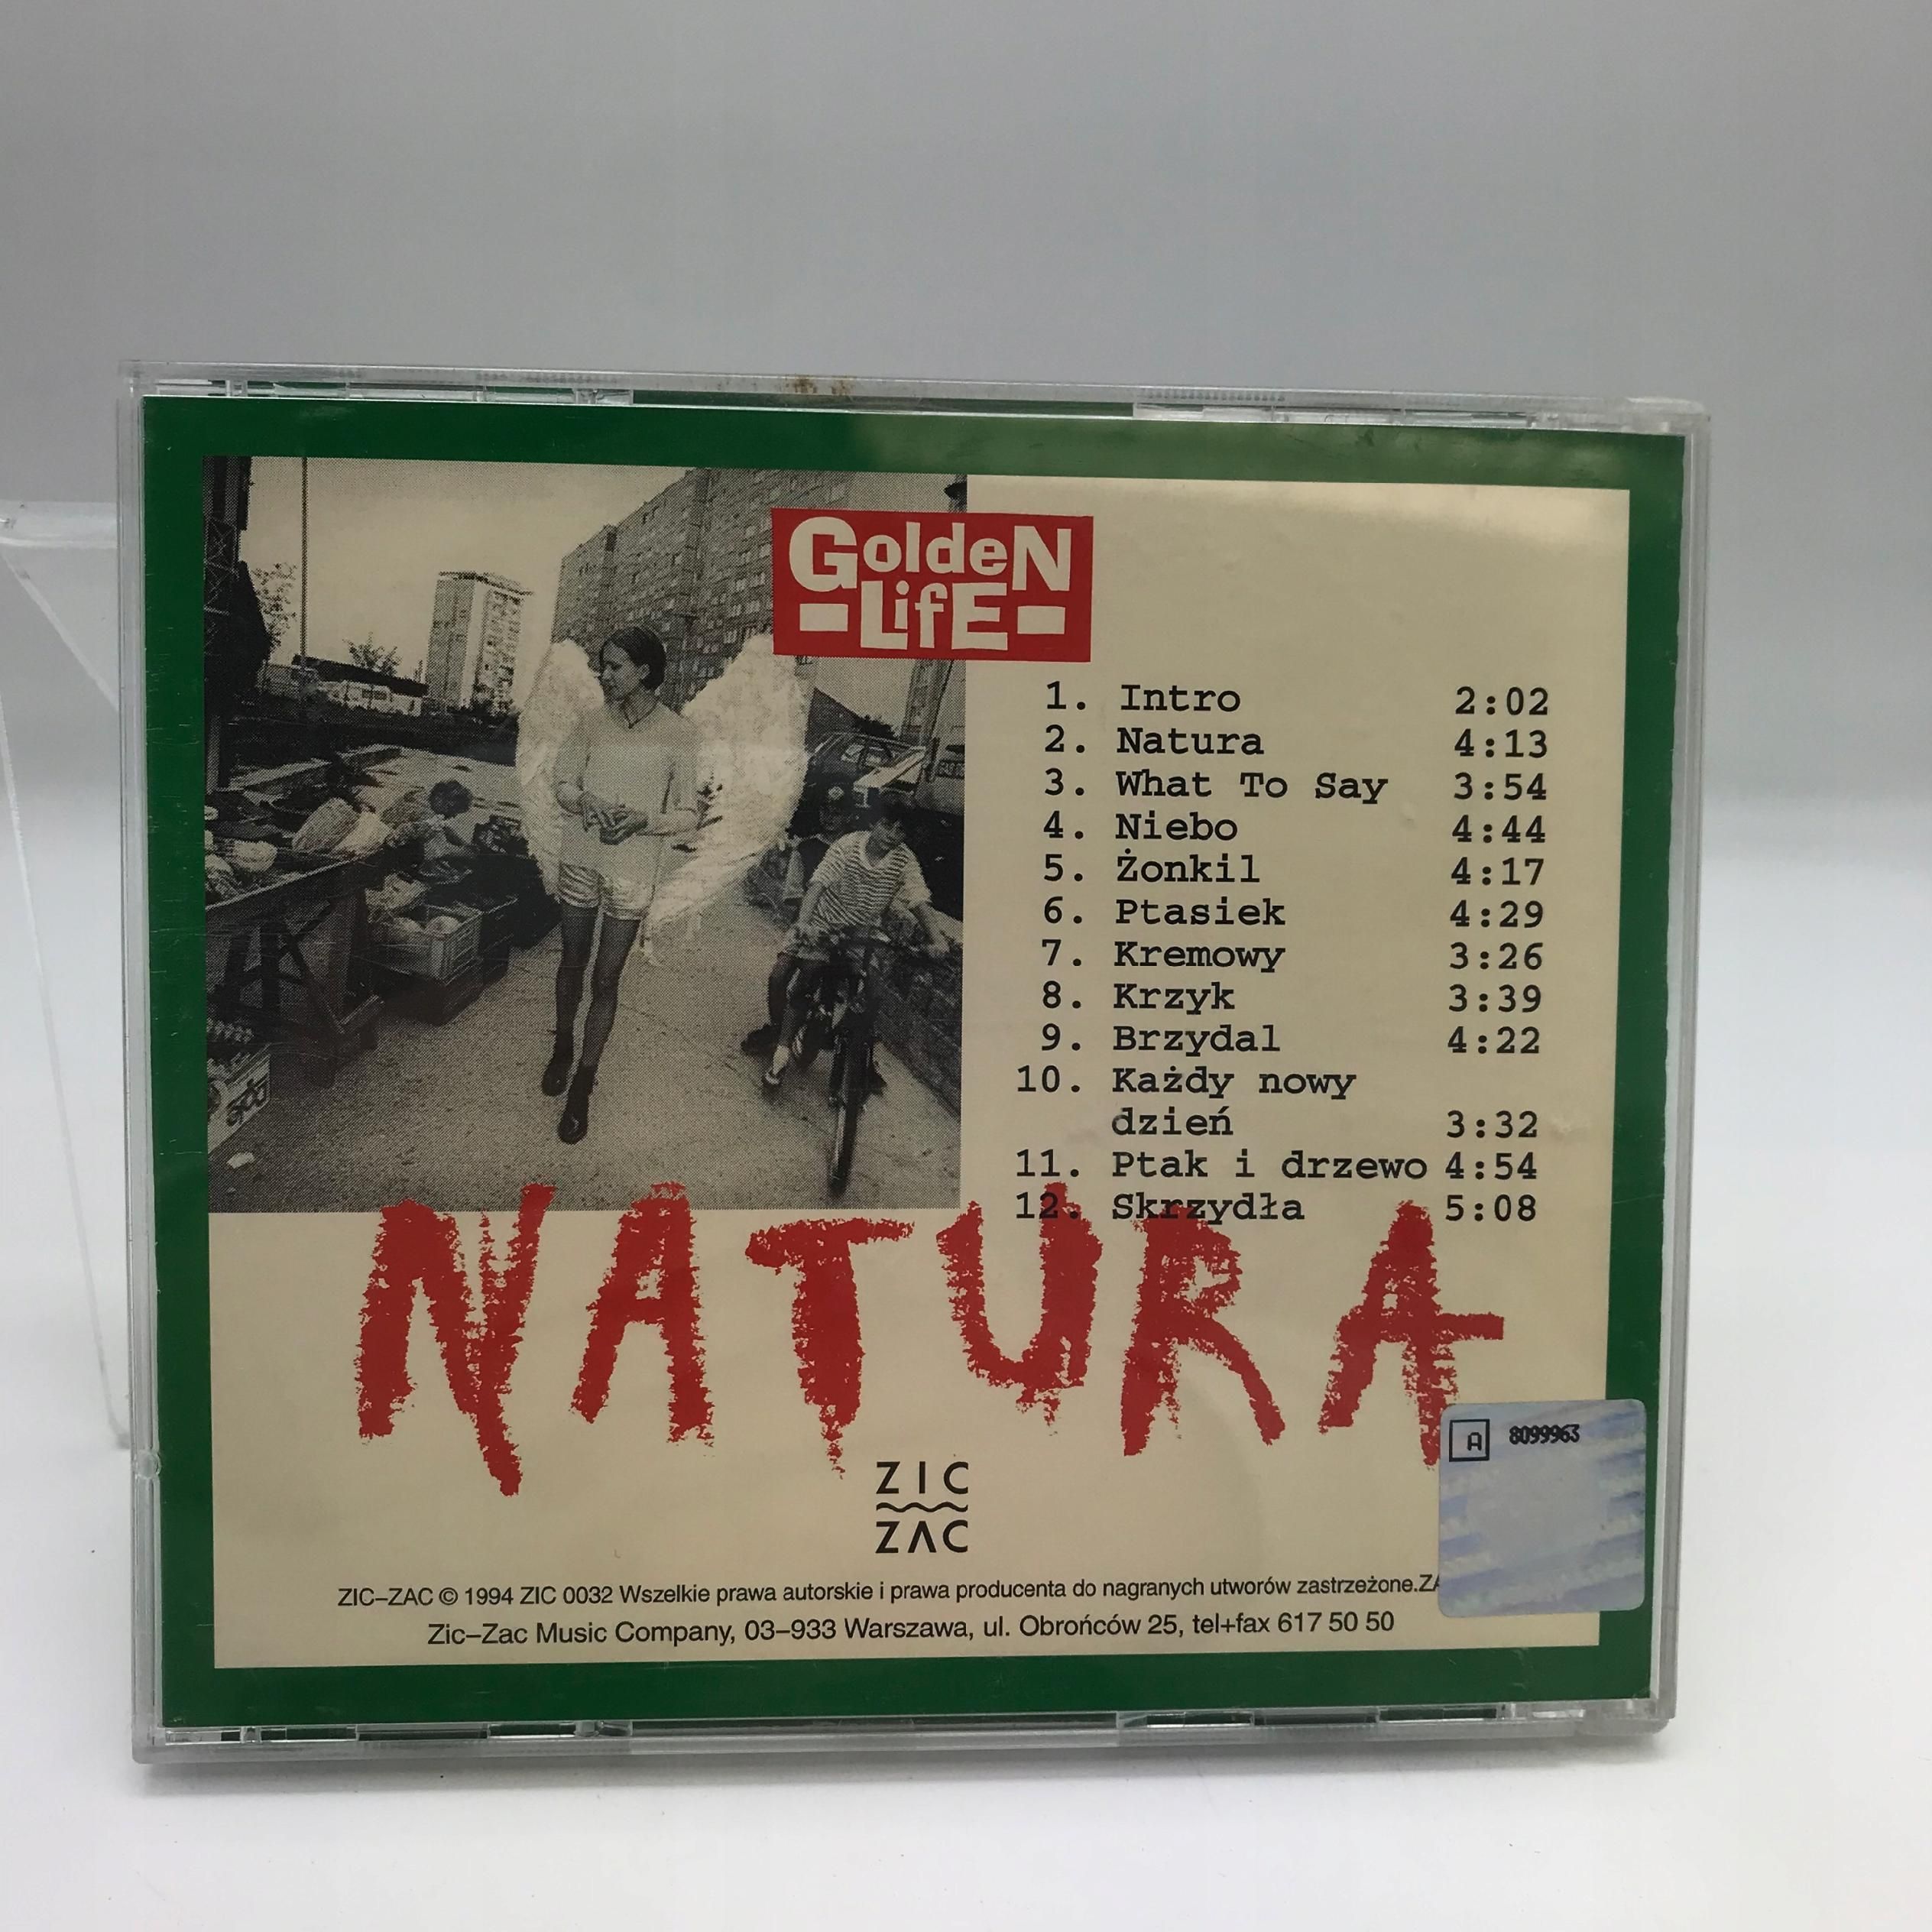 GoldeN
-LifE-
1. Intro 2:02
2. Natura 4:13
3. What To Say 3:54
4. Niebo 4:44
5. Żonkil 4:17
6. Ptasiek 4:29
7. Kremowy 3:26
8. Krzyk 3:39
9. Brzydal 4:22
10. Każdy nowy
dzień 3:32
11. Ptak i drzewo 4:54
12. Skrzydła 5:08
NATURA
A 8099963
ZIC
ZAC
ZIC–ZAC © 1994 ZIC 0032 Wszelkie prawa autorskie i prawa producenta do nagranych utworów zastrzeżone.
Zic–Zac Music Company, 03–933 Warszawa, ul. Obrońców 25, tel+fax 617 50 50